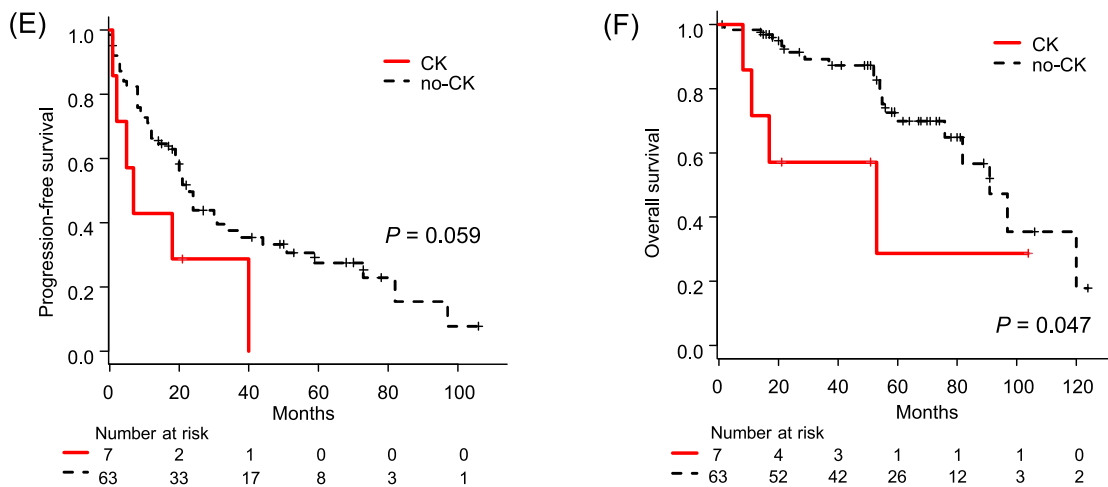 (E)
Progression-free survival
1.0
0.8
0.6
0.4
0.2
0.0
CK
no-CK
P = 0.059
0 20 40 60 80 100
Months
Number at risk
7 2 1 0 0 0
63 33 17 8 3 1
(F)
Overall survival
1.0
0.8
0.6
0.4
0.2
0.0
CK
no-CK
P = 0.047
0 20 40 60 80 100 120
Months
Number at risk
7 4 3 1 1 1 0
63 52 42 26 12 3 2